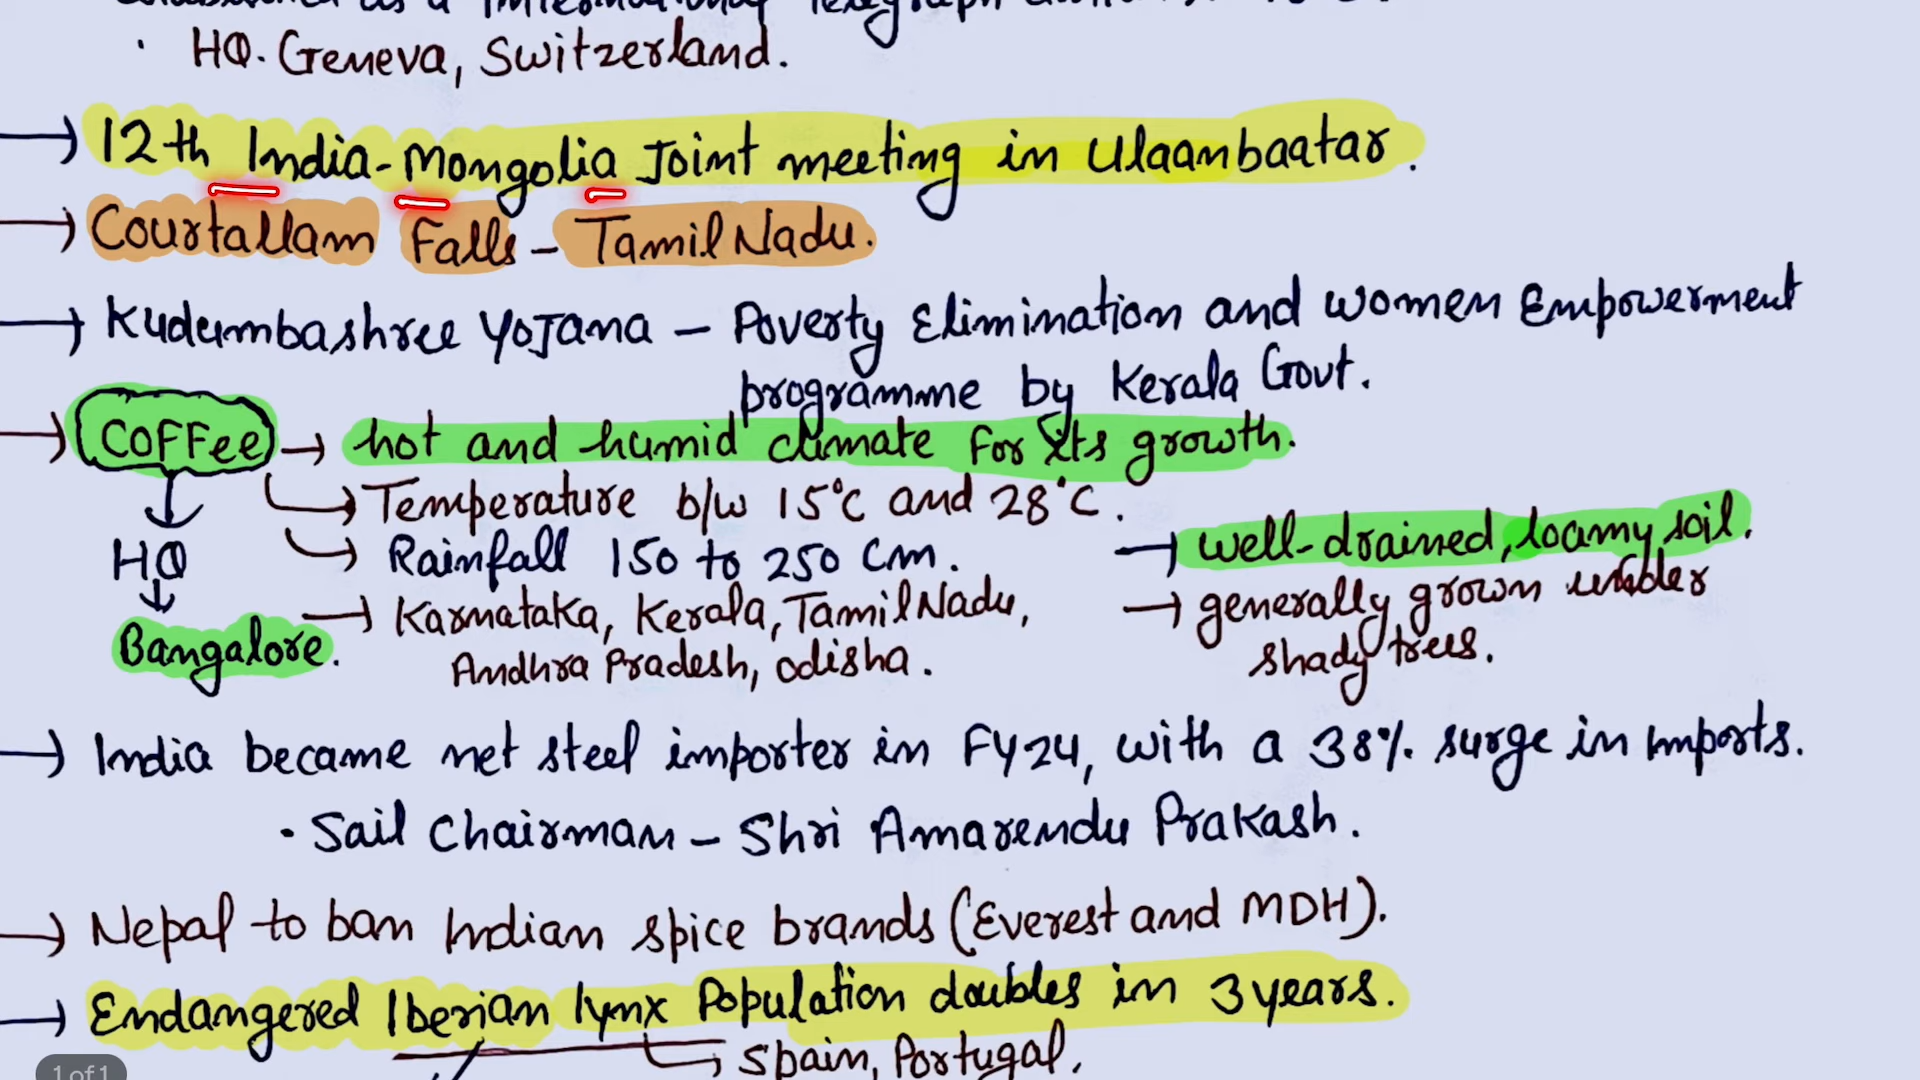 HQ. Geneva, Switzerland.
→ 12th India-Mongolia Joint meeting in Ulaanbaatar.
→ Courtallam Falls – Tamil Nadu.
→ Kudumbashree Yojana – Poverty Elimination and women Empowerment
programme by Kerala Govt.
→ Coffee → hot and humid climate for its growth.
→ Temperature b/w 15°C and 28°C.
→ Rainfall 150 to 250 cm.
→ well-drained, loamy soil.
HQ
→ Karnataka, Kerala, Tamil Nadu,
Andhra Pradesh, Odisha.
→ generally grown under
shady trees.
Bangalore.
→ India became net steel importer in FY24, with a 38% surge in imports.
• Sail Chairman – Shri Amarendu Prakash.
→ Nepal to ban Indian spice brands (Everest and MDH).
→ Endangered Iberian lynx Population doubles in 3 years.
→ Spain, Portugal.
1 of 1